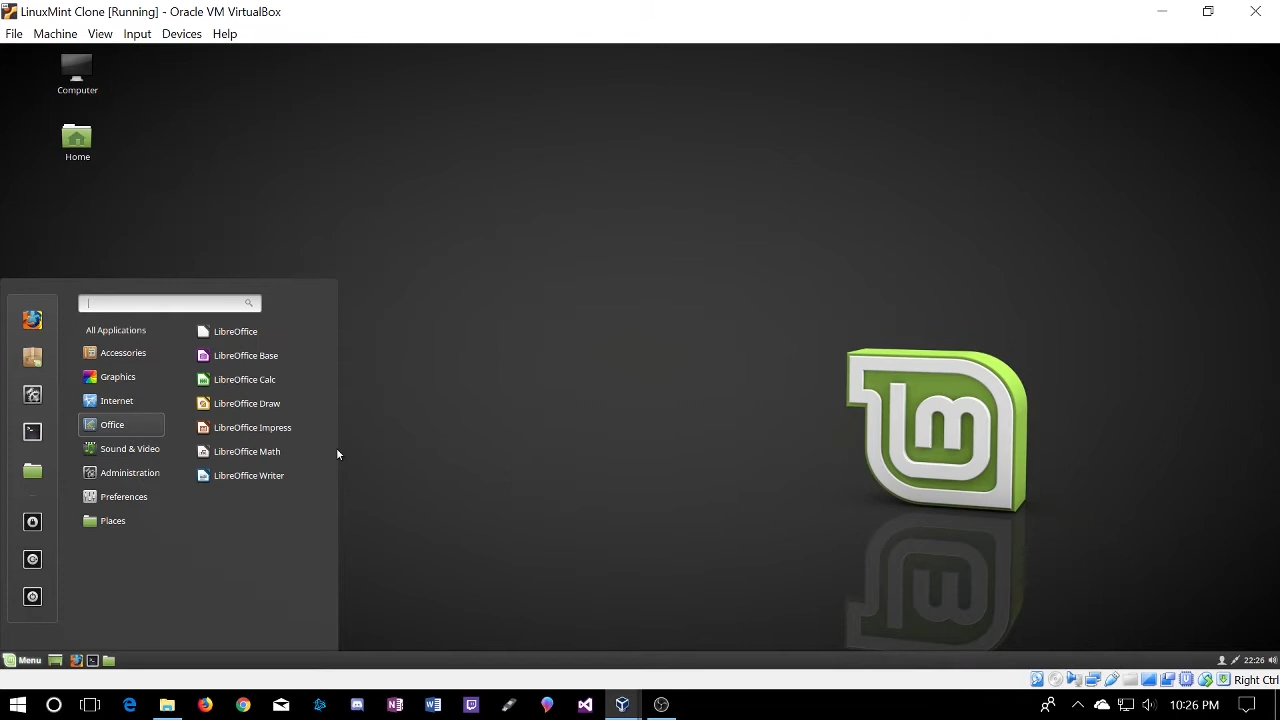 LinuxMint Clone [Running] - Oracle VM VirtualBox
File Machine View Input Devices Help
Computer
Home
All Applications
Accessories
Graphics
Internet
Office
Sound & Video
Administration
Preferences
Places
LibreOffice
LibreOffice Base
LibreOffice Calc
LibreOffice Draw
LibreOffice Impress
LibreOffice Math
LibreOffice Writer
lm
Menu
22:26
Right Ctrl
10:26 PM